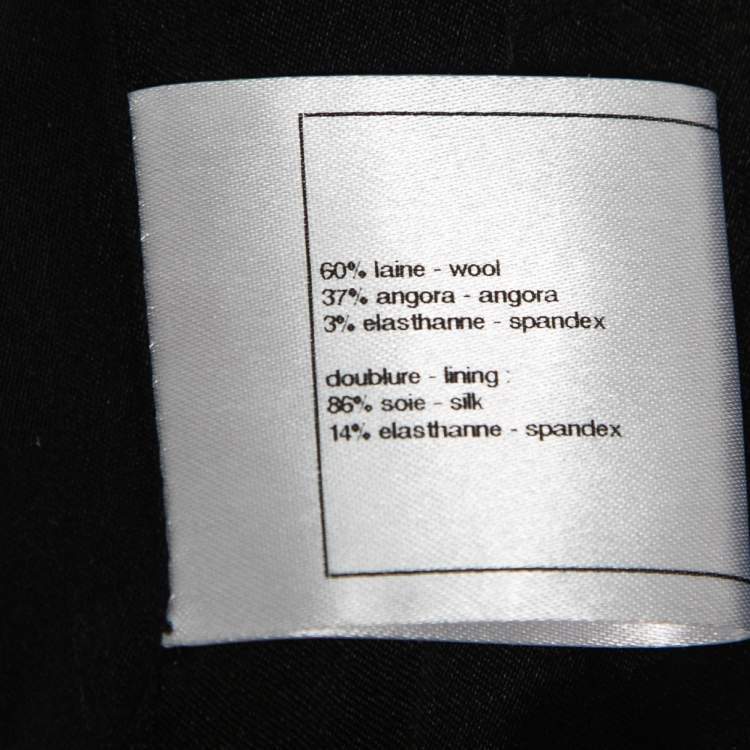 60% laine - wool
37% angora - angora
3% elasthanne - spandex
doublure - lining :
86% soie - silk
14% elasthanne - spandex